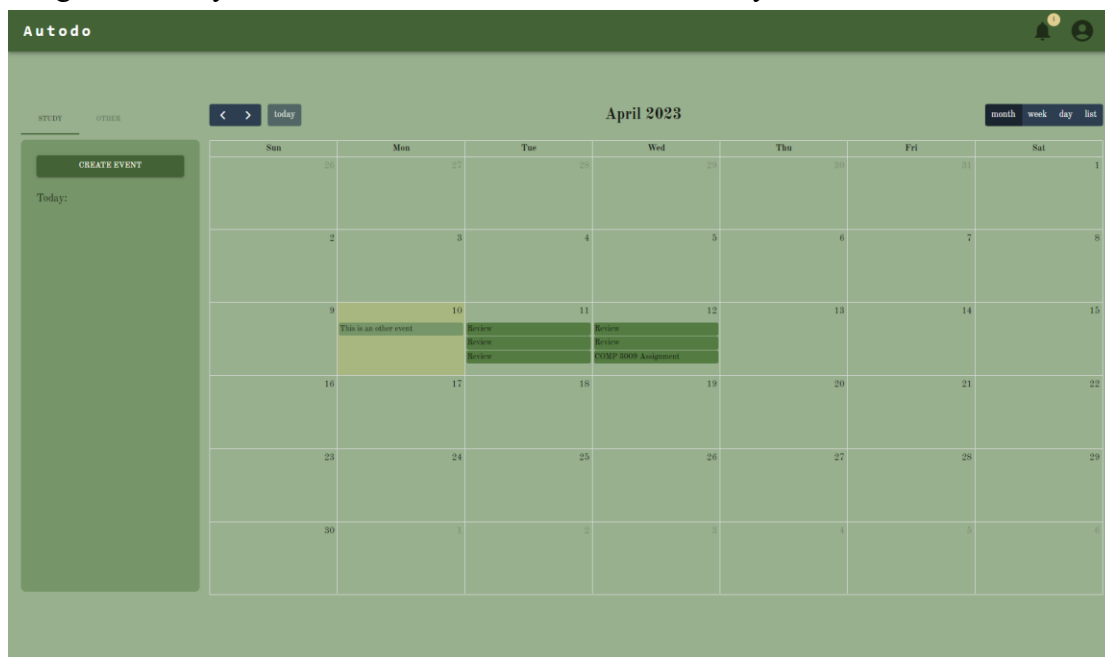 Autodo
1
STUDY OTHER
today
April 2023
month week day list
CREATE EVENT
Today:
Sun Mon Tue Wed Thu Fri Sat
26 27 28 29 30 31 1
2 3 4 5 6 7 8
9 10 11 12 13 14 15
This is an other event Review Review
Review Review
Review COMP 3009 Assignment
16 17 18 19 20 21 22
23 24 25 26 27 28 29
30 1 2 3 4 5 6